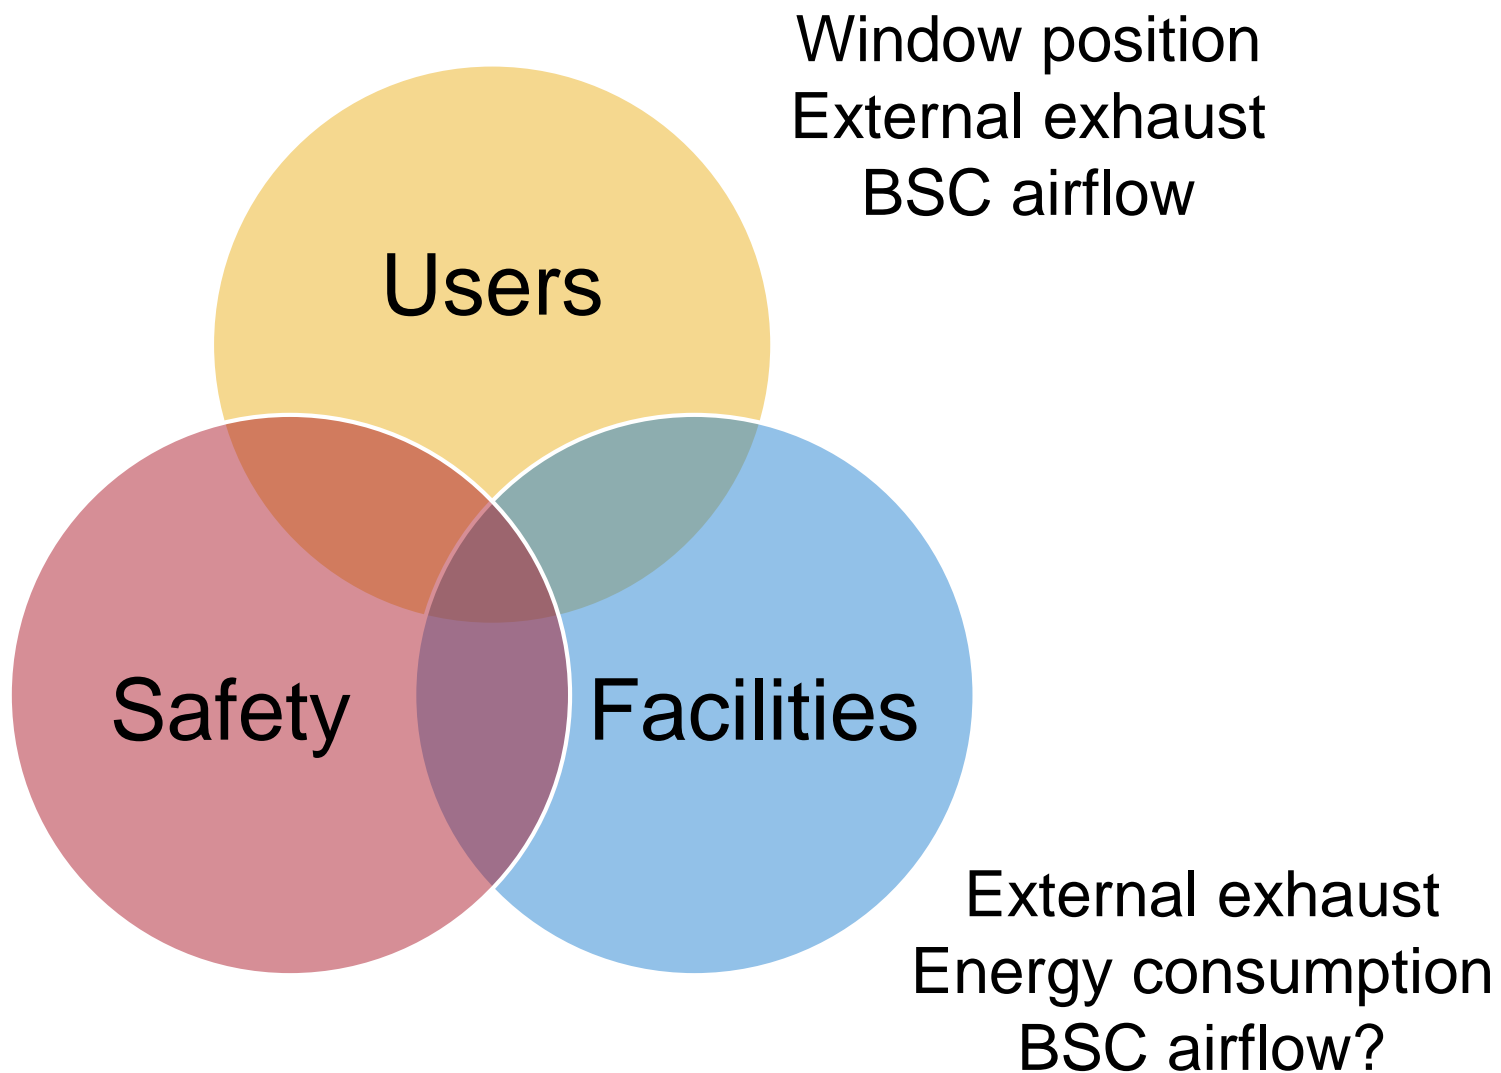 Window position
External exhaust
BSC airflow
Users
Safety
Facilities
External exhaust
Energy consumption
BSC airflow?